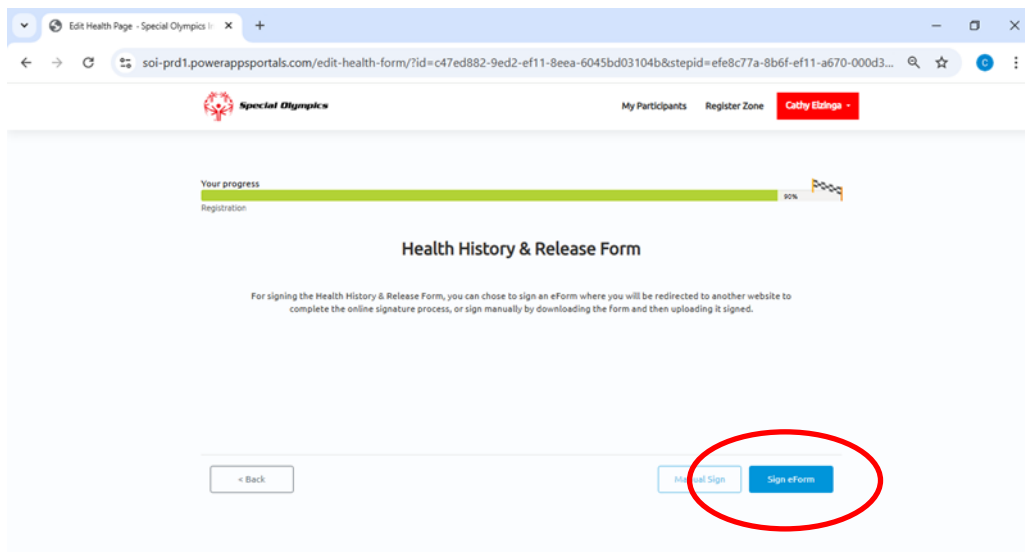 Edit Health Page - Special Olympics I
soi-prd1.powerappsportals.com/edit-health-form/?id=c47ed882-9ed2-ef11-8eea-6045bd03104b&stepid=efe8c77a-8b6f-ef11-a670-000d3...
C
Special Olympics
My Participants
Register Zone
Cathy Elzinga
Your progress
90%
Registration
Health History & Release Form
For signing the Health History & Release Form, you can chose to sign an eForm where you will be redirected to another website to
complete the online signature process, or sign manually by downloading the form and then uploading it signed.
< Back
Manual Sign
Sign eForm